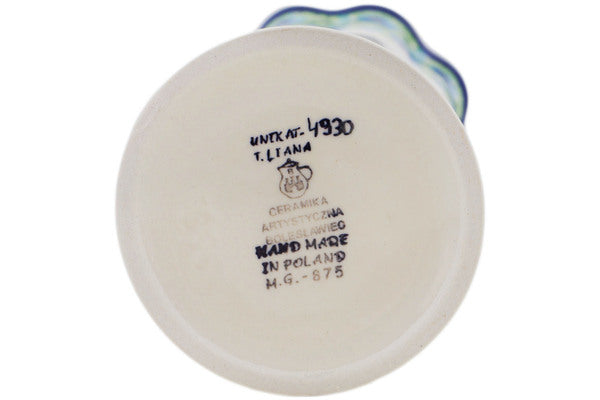 UNIKAT-4930
T. LIANA
CERAMIKA
ARTYSTYCZNA
BOLESŁAWIEC
HAND MADE
IN POLAND
M.G.-875